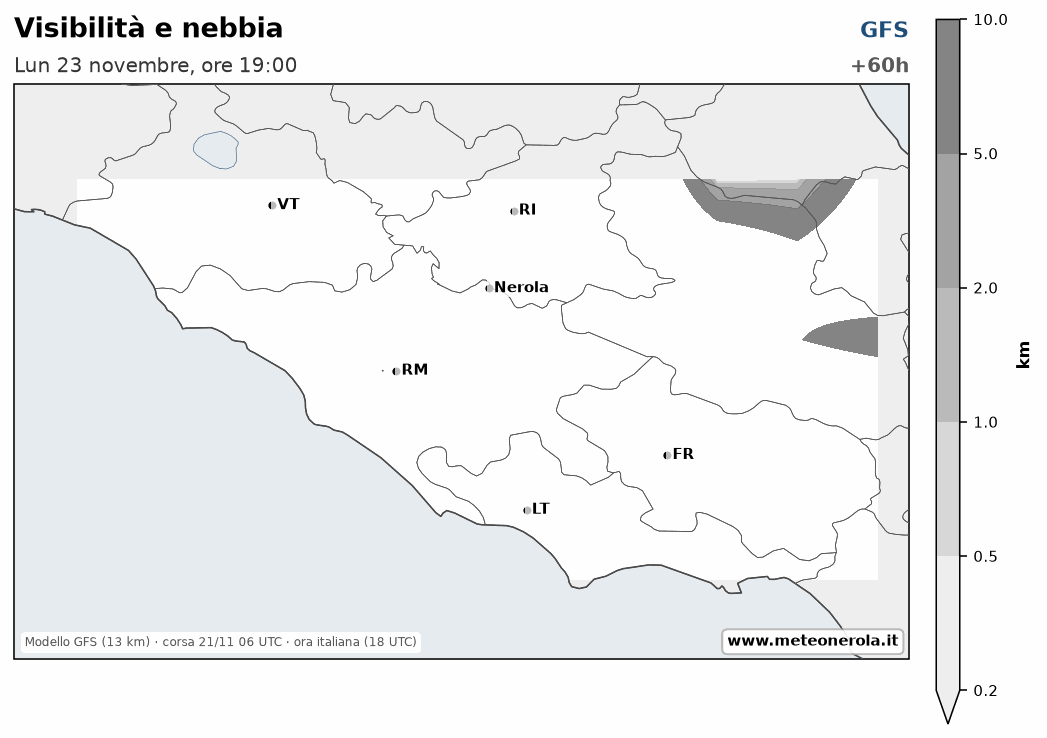 Visibilità e nebbia
GFS
Lun 23 novembre, ore 19:00
+60h
10.0
5.0
2.0
1.0
0.5
0.2
km
VT
RI
Nerola
RM
FR
LT
Modello GFS (13 km) · corsa 21/11 06 UTC · ora italiana (18 UTC)
www.meteonerola.it